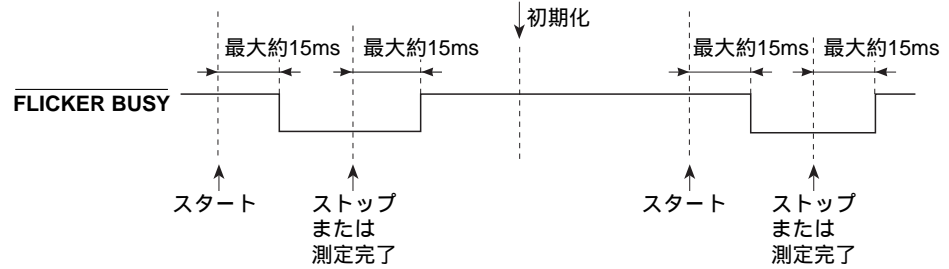 初期化
最大約15ms 最大約15ms 最大約15ms 最大約15ms
FLICKER BUSY
スタート ストップ スタート ストップ
または または
測定完了 測定完了